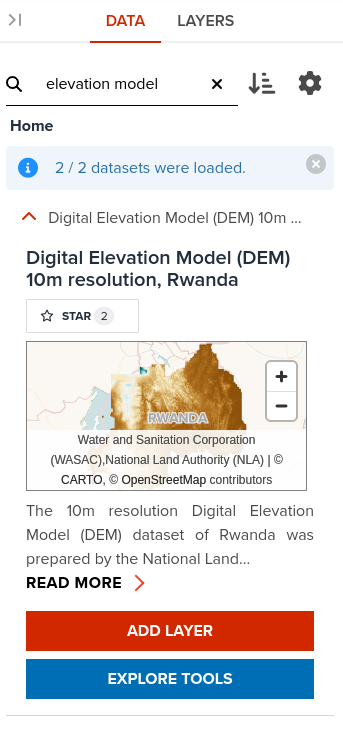 DATA LAYERS
elevation model
Home
2 / 2 datasets were loaded.
Digital Elevation Model (DEM) 10m ...
Digital Elevation Model (DEM)
10m resolution, Rwanda
STAR 2
RWANDA
+
−
Water and Sanitation Corporation
(WASAC),National Land Authority (NLA) | ©
CARTO, © OpenStreetMap contributors
The 10m resolution Digital Elevation
Model (DEM) dataset of Rwanda was
prepared by the National Land...
READ MORE
ADD LAYER
EXPLORE TOOLS